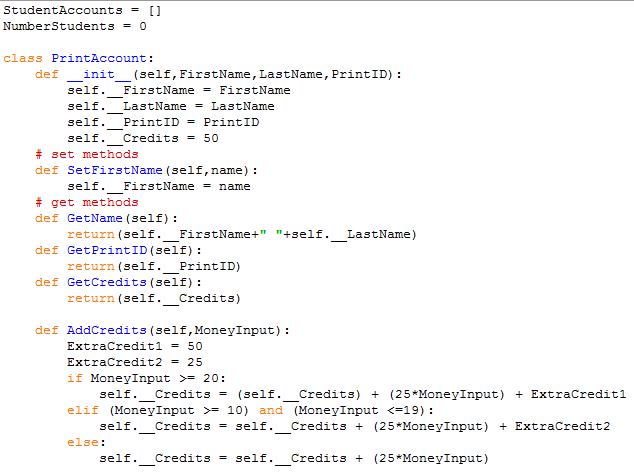 StudentAccounts = []
NumberStudents = 0

class PrintAccount:
    def __init__(self,FirstName,LastName,PrintID):
        self.__FirstName = FirstName
        self.__LastName = LastName
        self.__PrintID = PrintID
        self.__Credits = 50
    # set methods
    def SetFirstName(self,name):
        self.__FirstName = name
    # get methods
    def GetName(self):
        return(self.__FirstName+" "+self.__LastName)
    def GetPrintID(self):
        return(self.__PrintID)
    def GetCredits(self):
        return(self.__Credits)

    def AddCredits(self,MoneyInput):
        ExtraCredit1 = 50
        ExtraCredit2 = 25
        if MoneyInput >= 20:
            self.__Credits = (self.__Credits) + (25*MoneyInput) + ExtraCredit1
        elif (MoneyInput >= 10) and (MoneyInput <=19):
            self.__Credits = self.__Credits + (25*MoneyInput) + ExtraCredit2
        else:
            self.__Credits = self.__Credits + (25*MoneyInput)